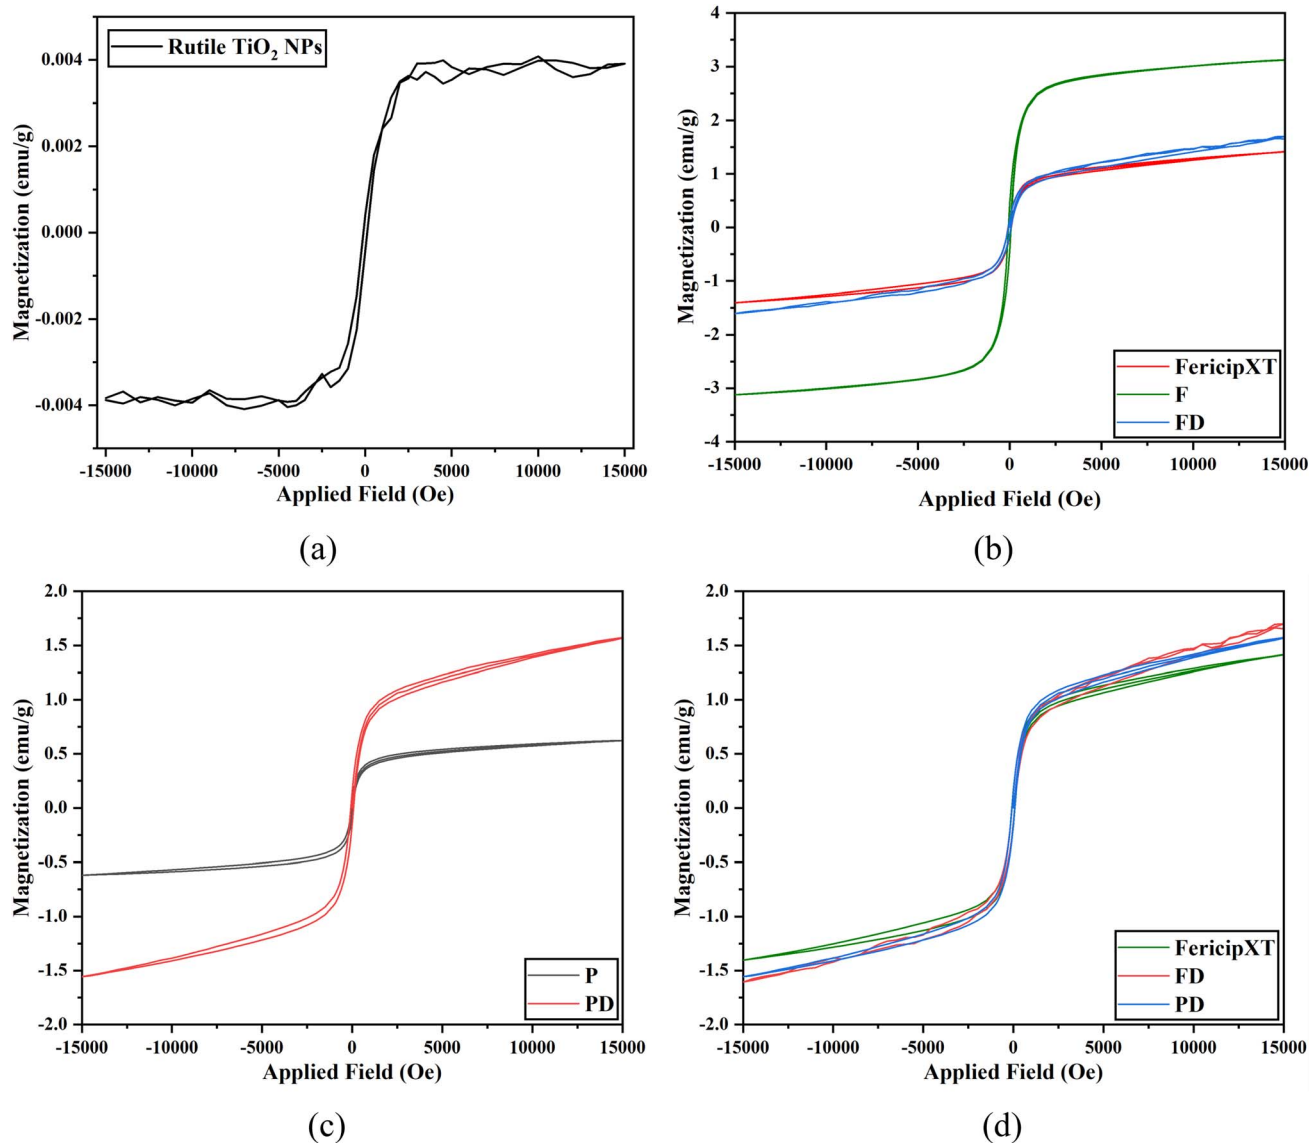 Rutile TiO₂ NPs
0.004
0.002
0.000
-0.002
-0.004
Magnetization (emu/g)
-15000 -10000 -5000 0 5000 10000 15000
Applied Field (Oe)
(a)
4
3
2
1
0
-1
-2
-3
-4
Magnetization (emu/g)
FericipXT
F
FD
-15000 -10000 -5000 0 5000 10000 15000
Applied Field (Oe)
(b)
2.0
1.5
1.0
0.5
0.0
-0.5
-1.0
-1.5
-2.0
Magnetization (emu/g)
P
PD
-15000 -10000 -5000 0 5000 10000 15000
Applied Field (Oe)
(c)
2.0
1.5
1.0
0.5
0.0
-0.5
-1.0
-1.5
-2.0
Magnetization (emu/g)
FericipXT
FD
PD
-15000 -10000 -5000 0 5000 10000 15000
Applied Field (Oe)
(d)